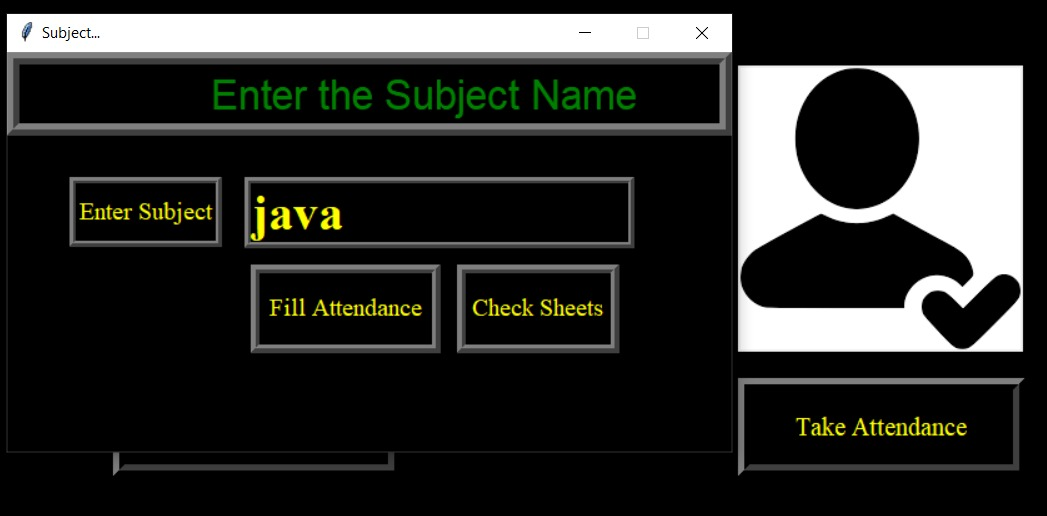 Subject...
Enter the Subject Name
Enter Subject
java
Fill Attendance
Check Sheets
Take Attendance